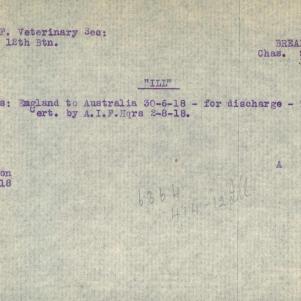 F. Veterinary Sec:
12th Btn.
BREA
Chas.
"ILL"
s: England to Australia 30-6-18 - for discharge -
Cert. by A.I.F.Hqrs 2-8-18.
A
on
18
6364